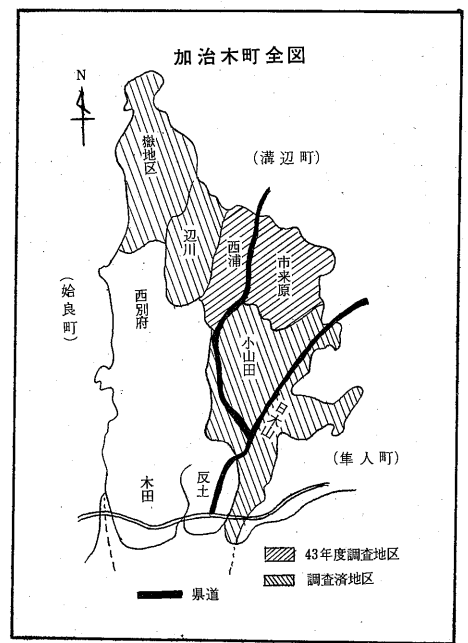 加治木町全図
N
嶽地区
(溝辺町)
辺川
西浦
市来原
(姶良町)
西別府
小山田
日木山
(隼人町)
木田
反土
43年度調査地区
調査済地区
県道